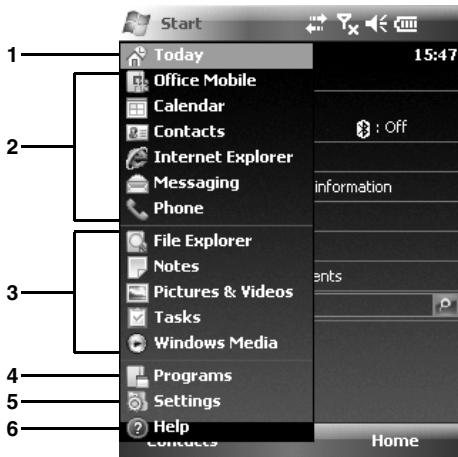 Start
1 Today 15:47
2 Office Mobile
Calendar
Contacts : Off
Internet Explorer
Messaging information
Phone
3 File Explorer
Notes
Pictures & Videos ents
Tasks
Windows Media
4 Programs
5 Settings
6 Help
Contacts Home